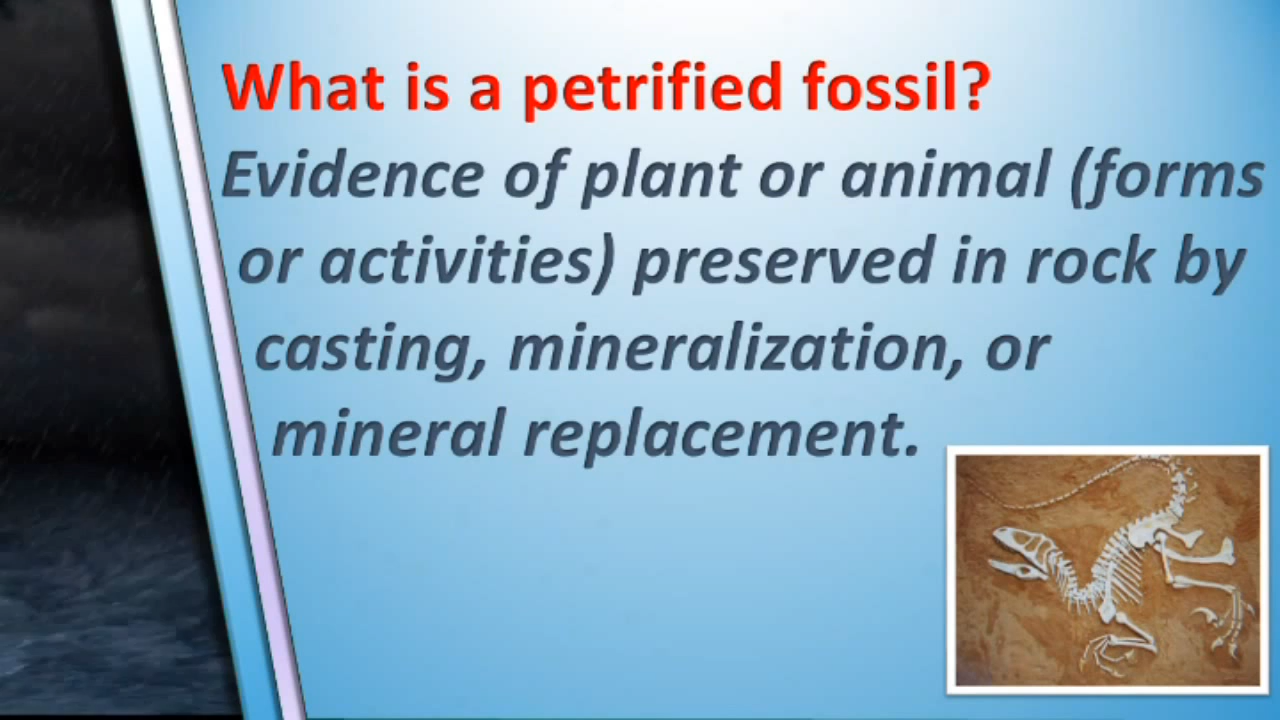 What is a petrified fossil?
Evidence of plant or animal (forms
or activities) preserved in rock by
casting, mineralization, or
mineral replacement.